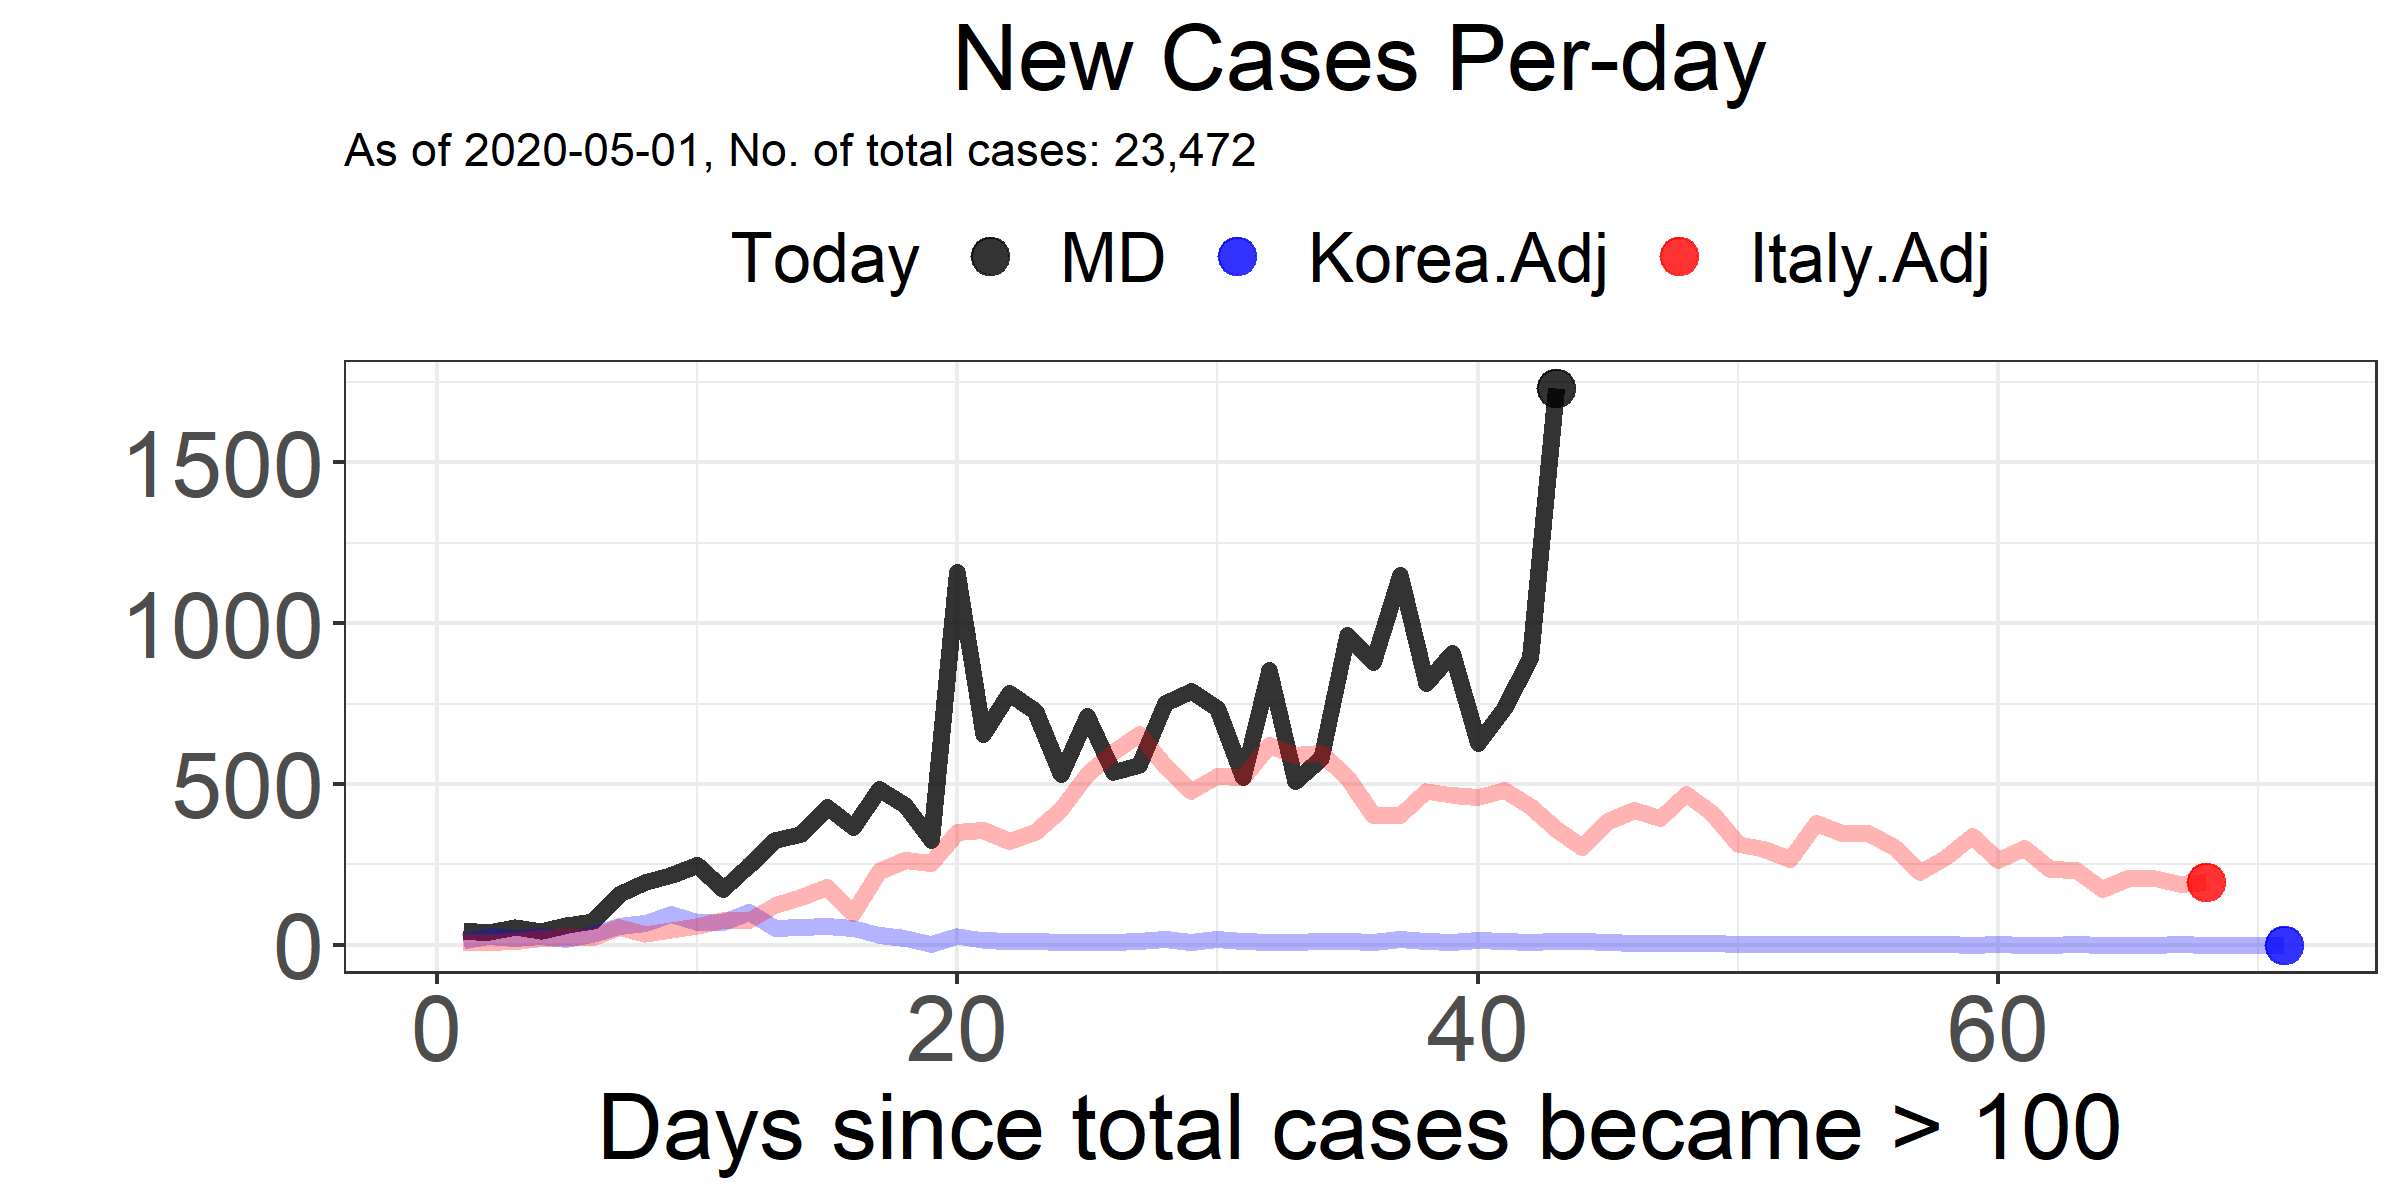 New Cases Per-day
As of 2020-05-01, No. of total cases: 23,472
Today MD Korea.Adj Italy.Adj
1500
1000
500
0
0 20 40 60
Days since total cases became > 100